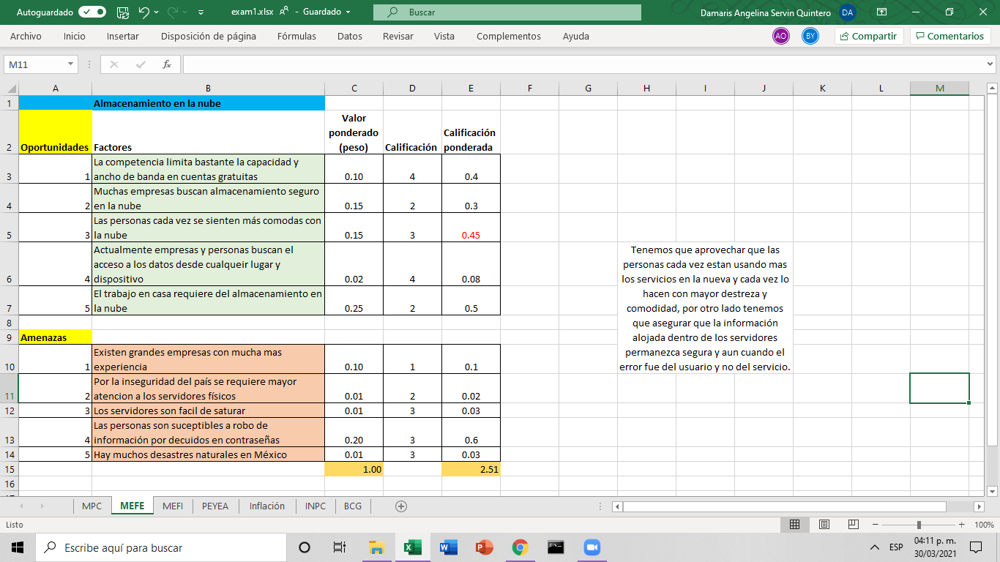 Autoguardado
exam1.xlsx - Guardado
Buscar
Damaris Angelina Servin Quintero DA
Archivo Inicio Insertar Disposición de página Fórmulas Datos Revisar Vista Complementos Ayuda
AO BY Compartir Comentarios
M11 fx
A B C D E F G H I J K L M
1 Almacenamiento en la nube
2 Oportunidades Factores
Valor
ponderado
(peso)
Calificación
Calificación
ponderada
3
1
La competencia limita bastante la capacidad y
ancho de banda en cuentas gratuitas
0.10 4 0.4
4
2
Muchas empresas buscan almacenamiento seguro
en la nube
0.15 2 0.3
5
3
Las personas cada vez se sienten más comodas con
la nube
0.15 3 0.45
6
4
Actualmente empresas y personas buscan el
acceso a los datos desde cualqueir lugar y
dispositivo
0.02 4 0.08
7
5
El trabajo en casa requiere del almacenamiento en
la nube
0.25 2 0.5
8
9 Amenazas
10
1
Existen grandes empresas con mucha mas
experiencia
0.10 1 0.1
11
2
Por la inseguridad del país se requiere mayor
atencion a los servidores físicos
0.01 2 0.02
12 3 Los servidores son facil de saturar 0.01 3 0.03
13
4
Las personas son suceptibles a robo de
información por decuidos en contraseñas
0.20 3 0.6
14 5 Hay muchos desastres naturales en México 0.01 3 0.03
15 1.00 2.51
16
Tenemos que aprovechar que las
personas cada vez estan usando mas
los servicios en la nueva y cada vez lo
hacen con mayor destreza y
comodidad, por otro lado tenemos
que asegurar que la información
alojada dentro de los servidores
permanezca segura y aun cuando el
error fue del usuario y no del servicio.
MPC MEFE MEFI PEYEA Inflación INPC BCG
Listo
100%
Escribe aquí para buscar
ESP
04:11 p. m.
30/03/2021